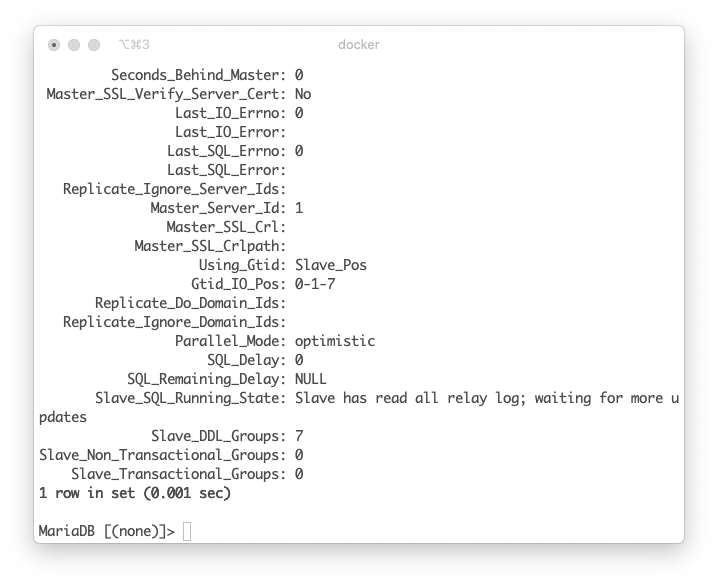 ⌥⌘3 docker
Seconds_Behind_Master: 0
Master_SSL_Verify_Server_Cert: No
Last_IO_Errno: 0
Last_IO_Error:
Last_SQL_Errno: 0
Last_SQL_Error:
Replicate_Ignore_Server_Ids:
Master_Server_Id: 1
Master_SSL_Crl:
Master_SSL_Crlpath:
Using_Gtid: Slave_Pos
Gtid_IO_Pos: 0-1-7
Replicate_Do_Domain_Ids:
Replicate_Ignore_Domain_Ids:
Parallel_Mode: optimistic
SQL_Delay: 0
SQL_Remaining_Delay: NULL
Slave_SQL_Running_State: Slave has read all relay log; waiting for more u
pdates
Slave_DDL_Groups: 7
Slave_Non_Transactional_Groups: 0
Slave_Transactional_Groups: 0
1 row in set (0.001 sec)
MariaDB [(none)]>